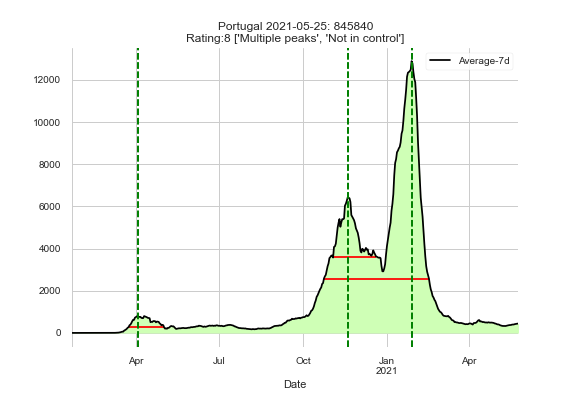 Portugal 2021-05-25: 845840
Rating:8 ['Multiple peaks', 'Not in control']
Average-7d
12000
10000
8000
6000
4000
2000
0
Apr Jul Oct Jan Apr
2021
Date